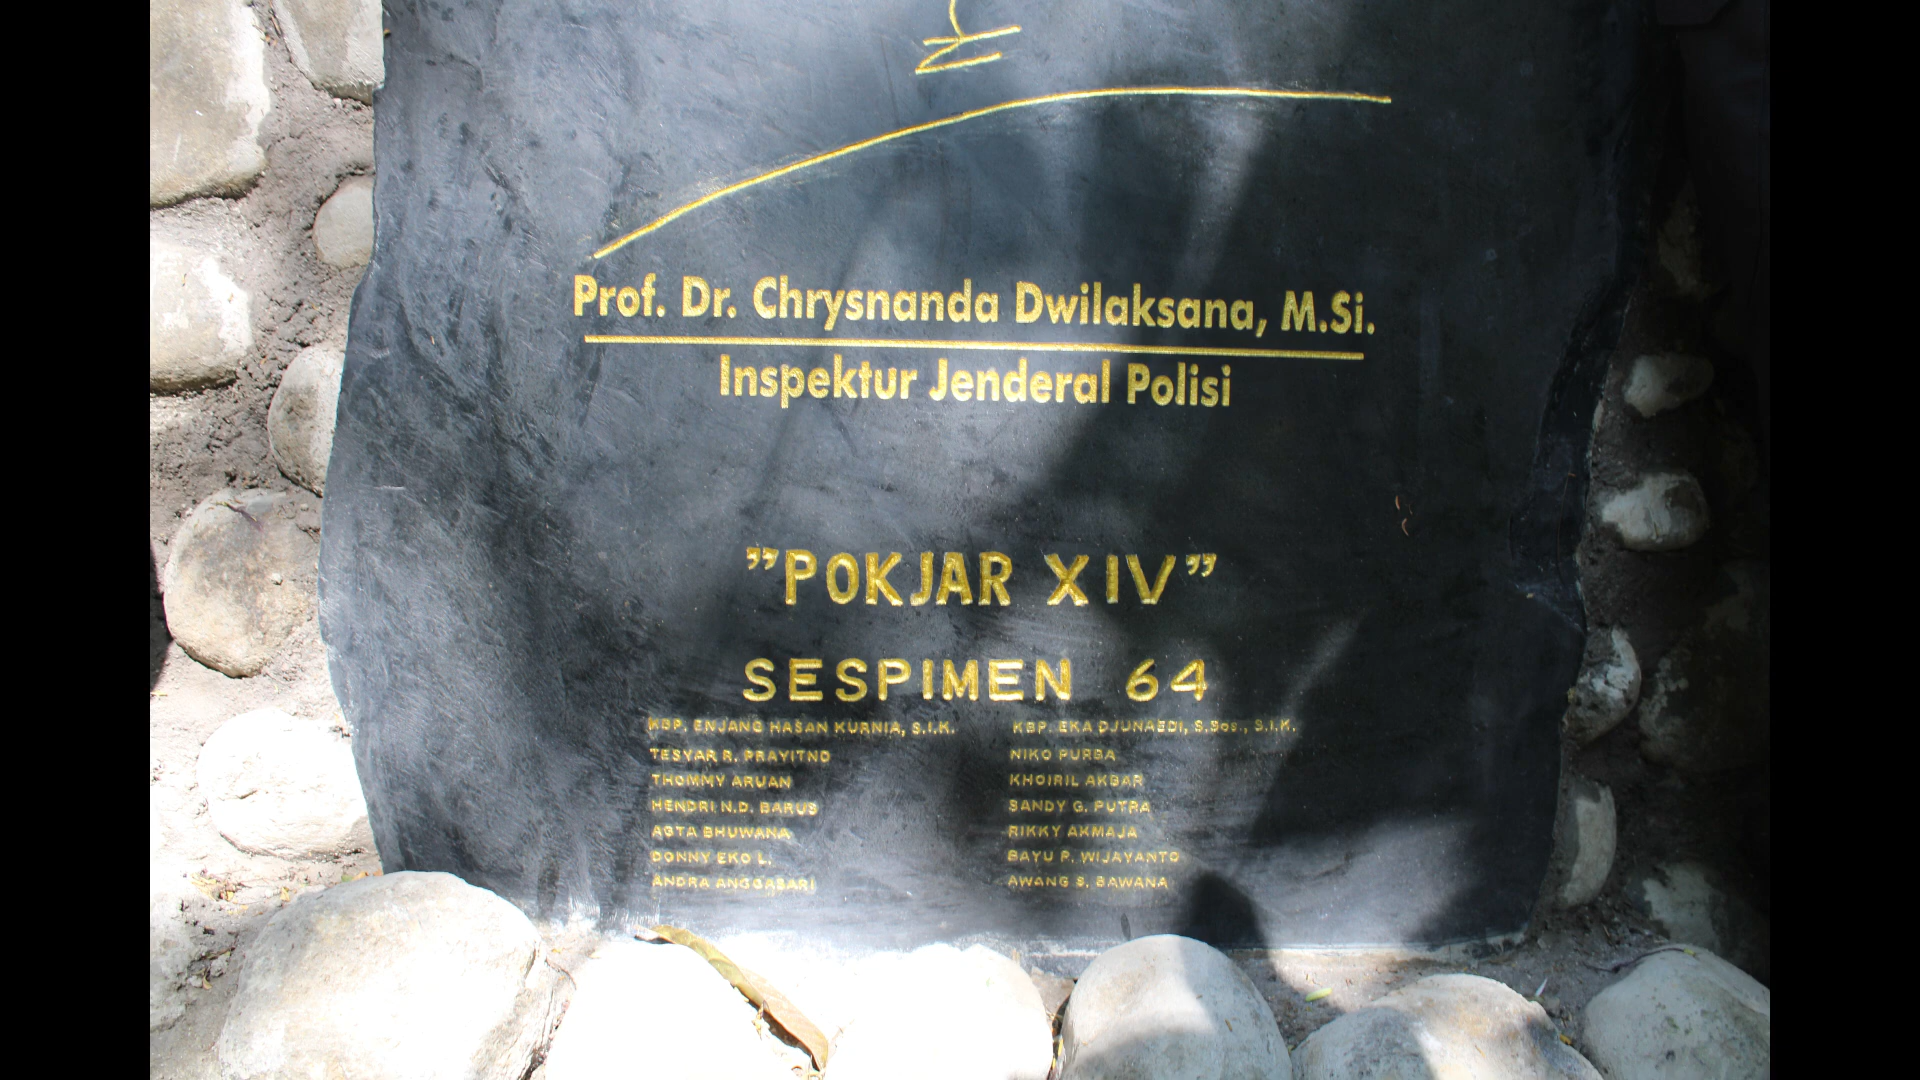 Prof. Dr. Chrysnanda Dwilaksana, M.Si.
Inspektur Jenderal Polisi
"POKJAR XIV"
SESPIMEN 64
KBP. ENJANG HASAN KURNIA, S.I.K. KBP. EKA DJUNAEDI, S.Sos., S.I.K.
TESYAR R. PRAYITNO NIKO PURBA
THOMMY ARUAN KHOIRIL AKBAR
HENDRI N.D. BARUS SANDY G. PUTRA
AGTA BHUWANA RIKKY AKMAJA
DONNY EKO L. BAYU P. WIJAYANTO
ANDRA ANGGASARI AWANG S. BAWANA